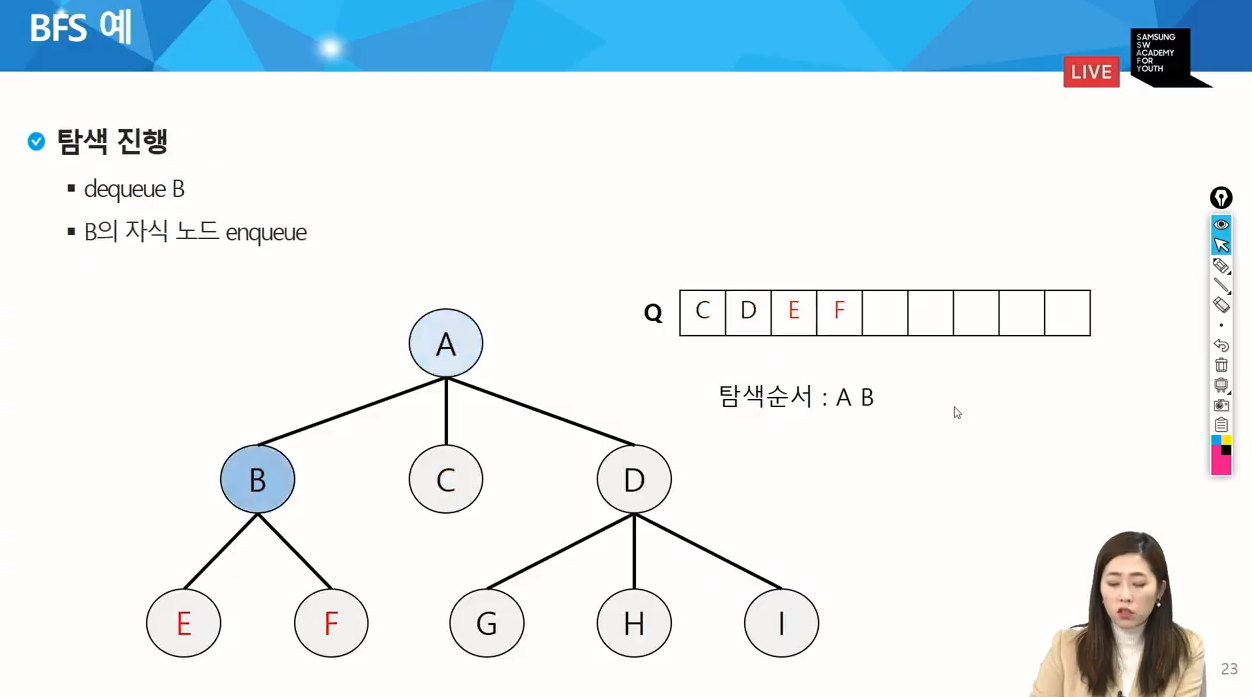 BFS 예
LIVE
SAMSUNG
SW
ACADEMY
FOR
YOUTH
탐색 진행
dequeue B
B의 자식 노드 enqueue
Q C D E F
탐색순서 : A B
A
B C D
E F G H I
23